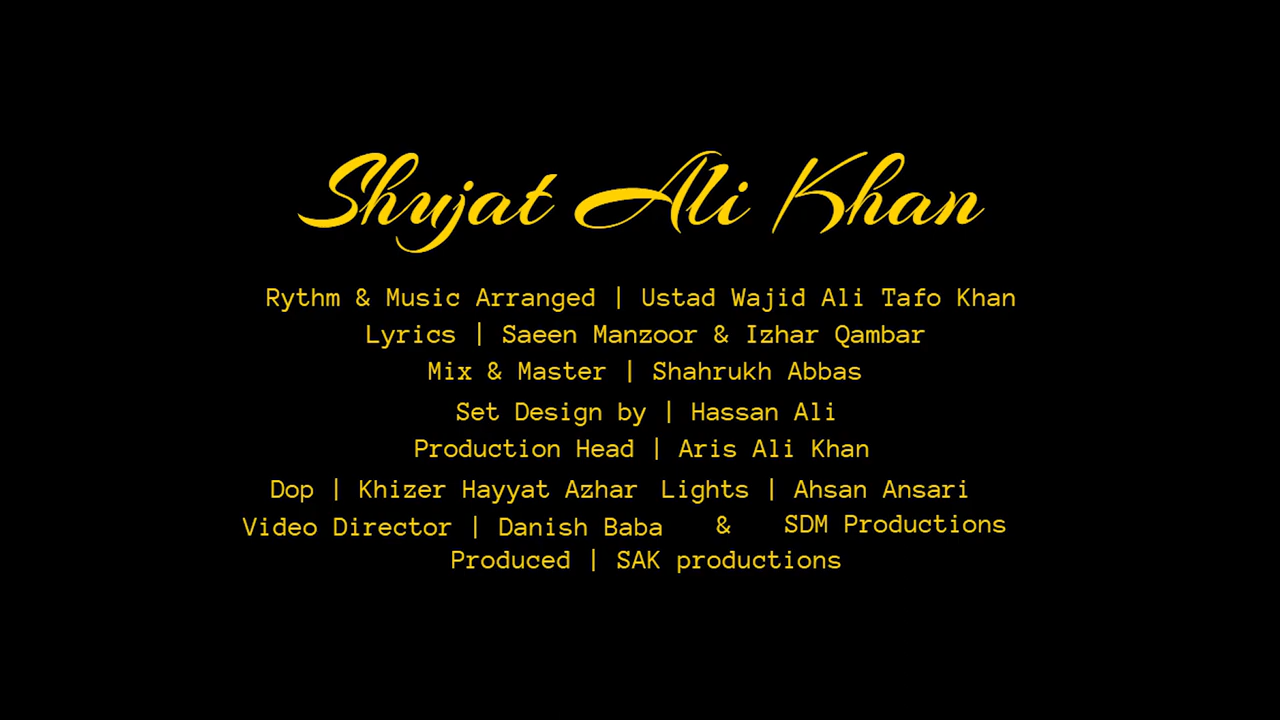 Shujat Ali Khan
Rythm & Music Arranged | Ustad Wajid Ali Tafo Khan
Lyrics | Saeen Manzoor & Izhar Qambar
Mix & Master | Shahrukh Abbas
Set Design by | Hassan Ali
Production Head | Aris Ali Khan
Dop | Khizer Hayyat Azhar Lights | Ahsan Ansari
Video Director | Danish Baba & SDM Productions
Produced | SAK productions